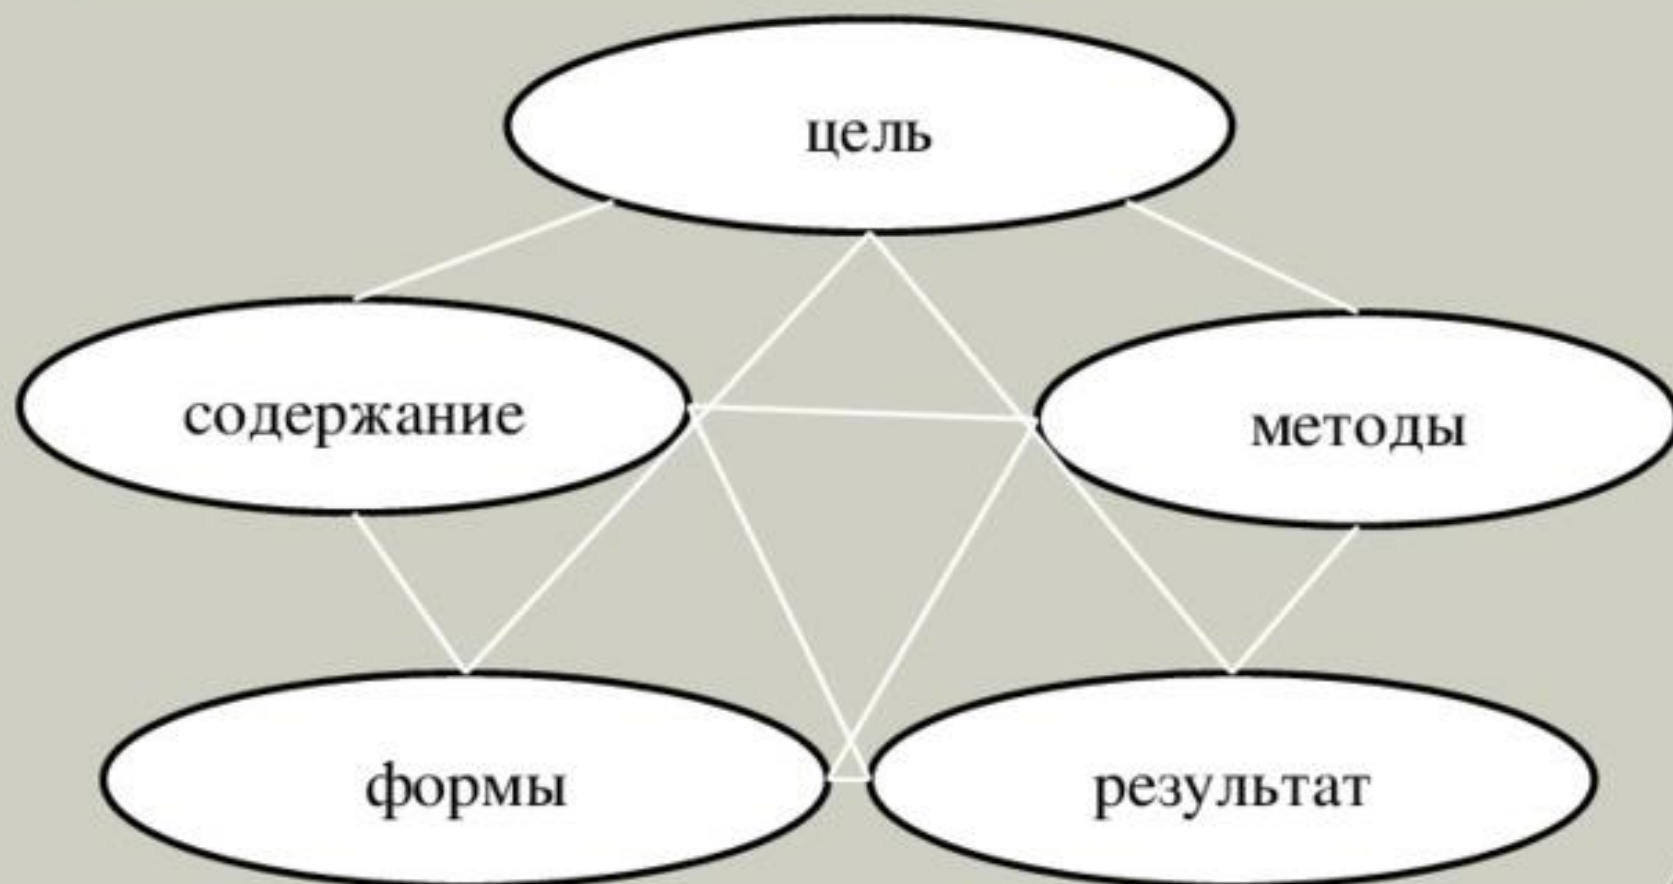 цель
содержание
методы
формы
результат